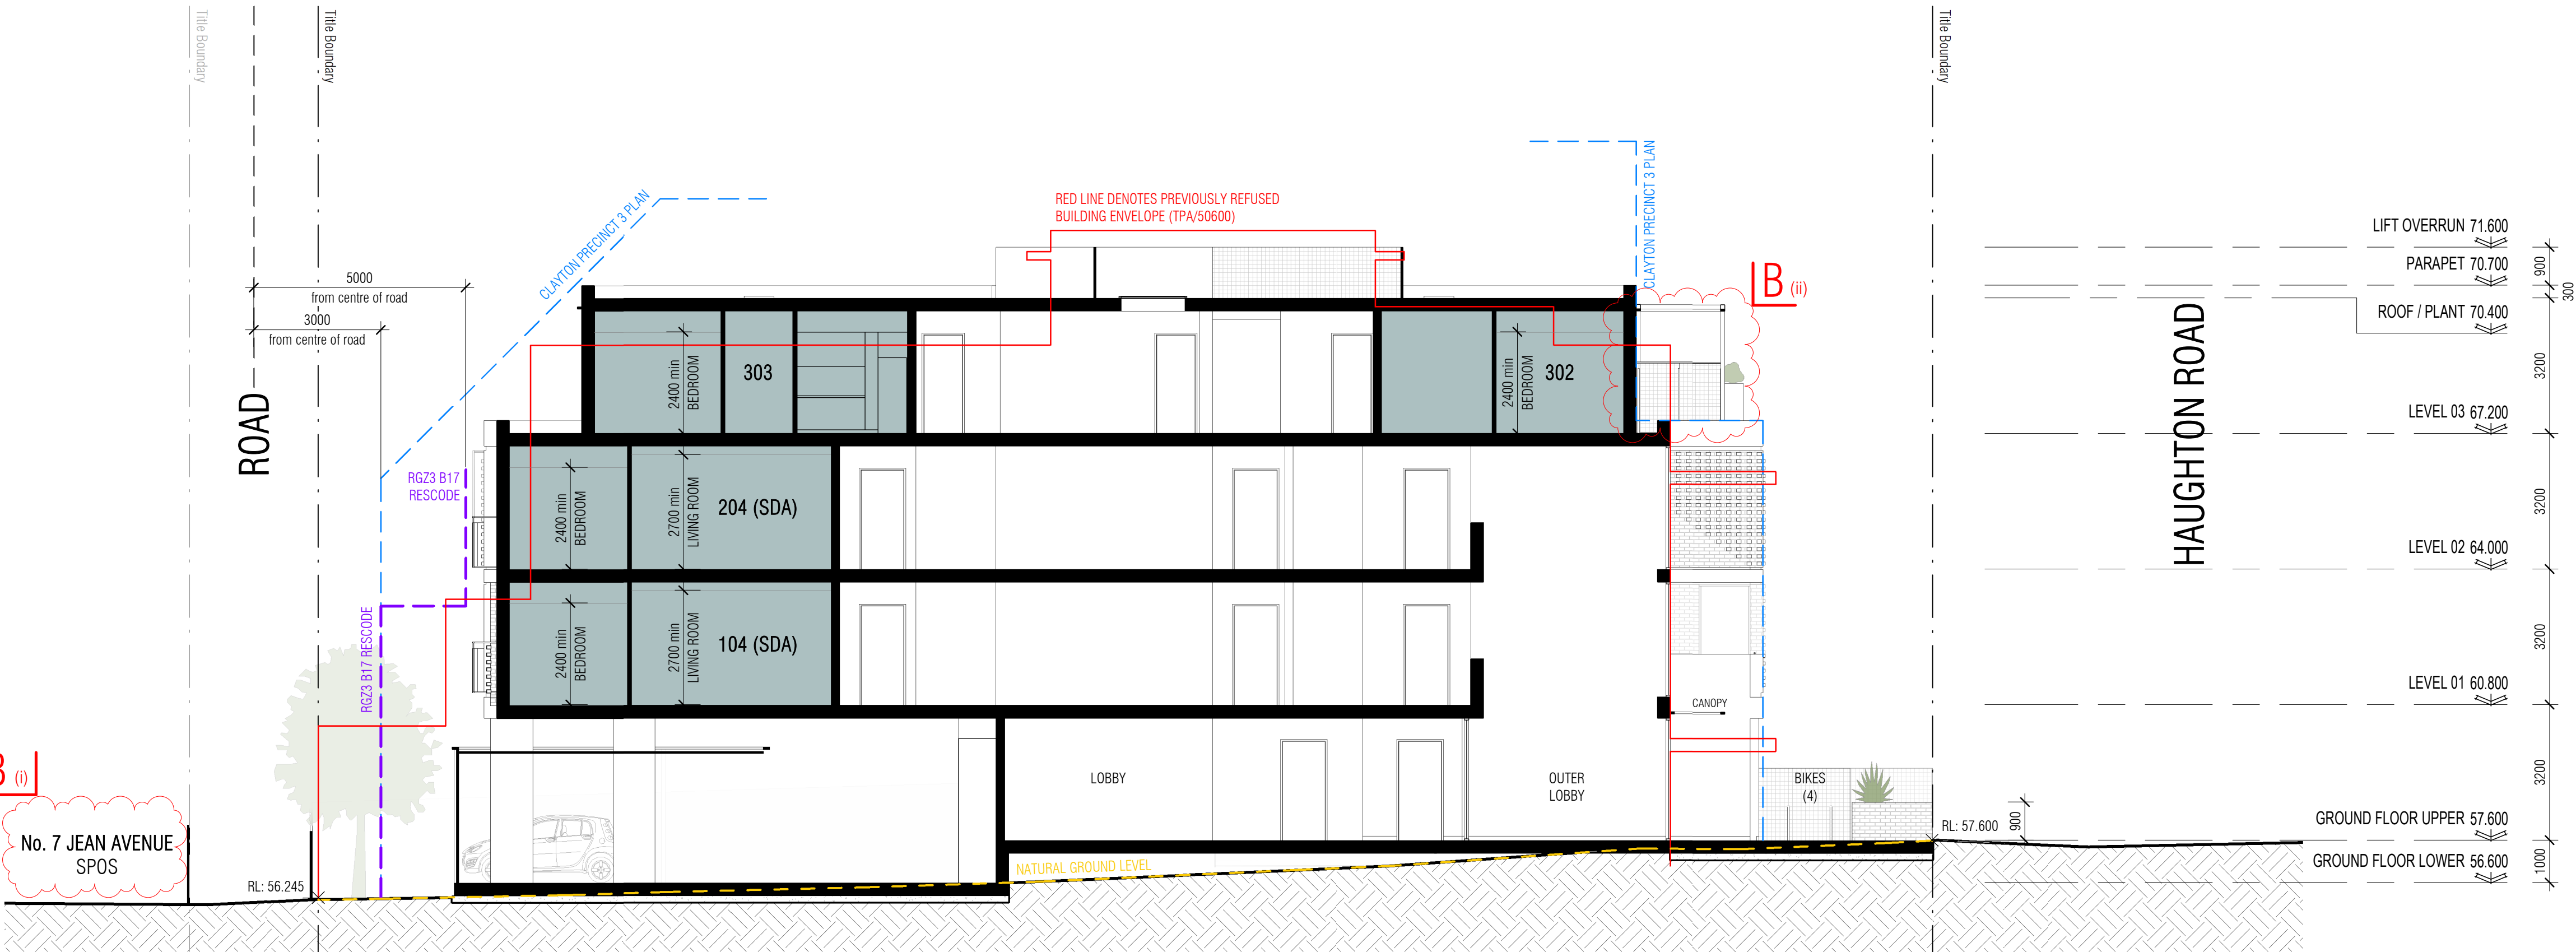 Title Boundary
Title Boundary
Title Boundary
CLAYTON PRECINCT 3 PLAN
RED LINE DENOTES PREVIOUSLY REFUSED
BUILDING ENVELOPE (TPA/50600)
CLAYTON PRECINCT 3 PLAN
B (ii)
5000
from centre of road
3000
from centre of road
ROAD
RGZ3 B17
RESCODE
RGZ3 B17 RESCODE
2400 min
BEDROOM
303
2400 min
BEDROOM
302
2400 min
BEDROOM
2700 min
LIVING ROOM
204 (SDA)
2400 min
BEDROOM
2700 min
LIVING ROOM
104 (SDA)
CANOPY
LOBBY
OUTER
LOBBY
BIKES
(4)
B (i)
No. 7 JEAN AVENUE
SPOS
RL: 56.245
NATURAL GROUND LEVEL
RL: 57.600
900
HAUGHTON ROAD
LIFT OVERRUN 71.600
PARAPET 70.700
ROOF / PLANT 70.400
LEVEL 03 67.200
LEVEL 02 64.000
LEVEL 01 60.800
GROUND FLOOR UPPER 57.600
GROUND FLOOR LOWER 56.600
900
300
3200
3200
3200
3200
1000